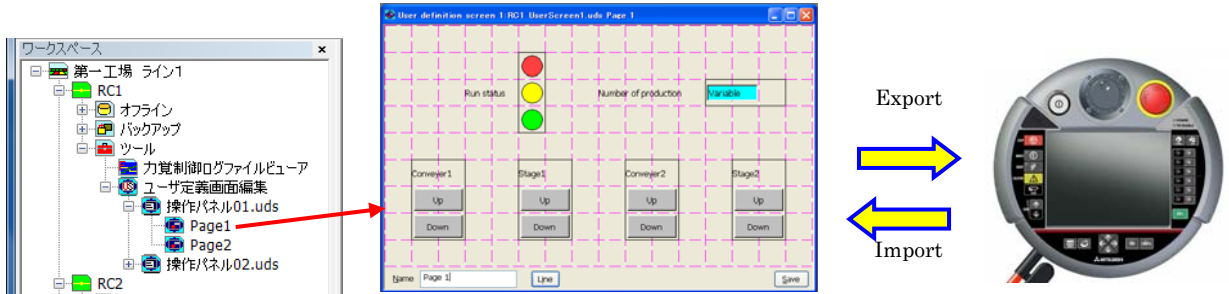 ワークスペース ×
第一工場 ライン1
RC1
オフライン
バックアップ
ツール
力覚制御ログファイルビューア
ユーザ定義画面編集
操作パネル01.uds
Page1
Page2
操作パネル02.uds
RC2
User definition screen 1:RC1 UserScreen1.uds Page 1
Run status
Number of production
Variable
Conveyer1
Stage1
Conveyer2
Stage2
Up
Up
Up
Up
Down
Down
Down
Down
Name
Page 1
Line
Save
Export
Import
MITSUBISHI